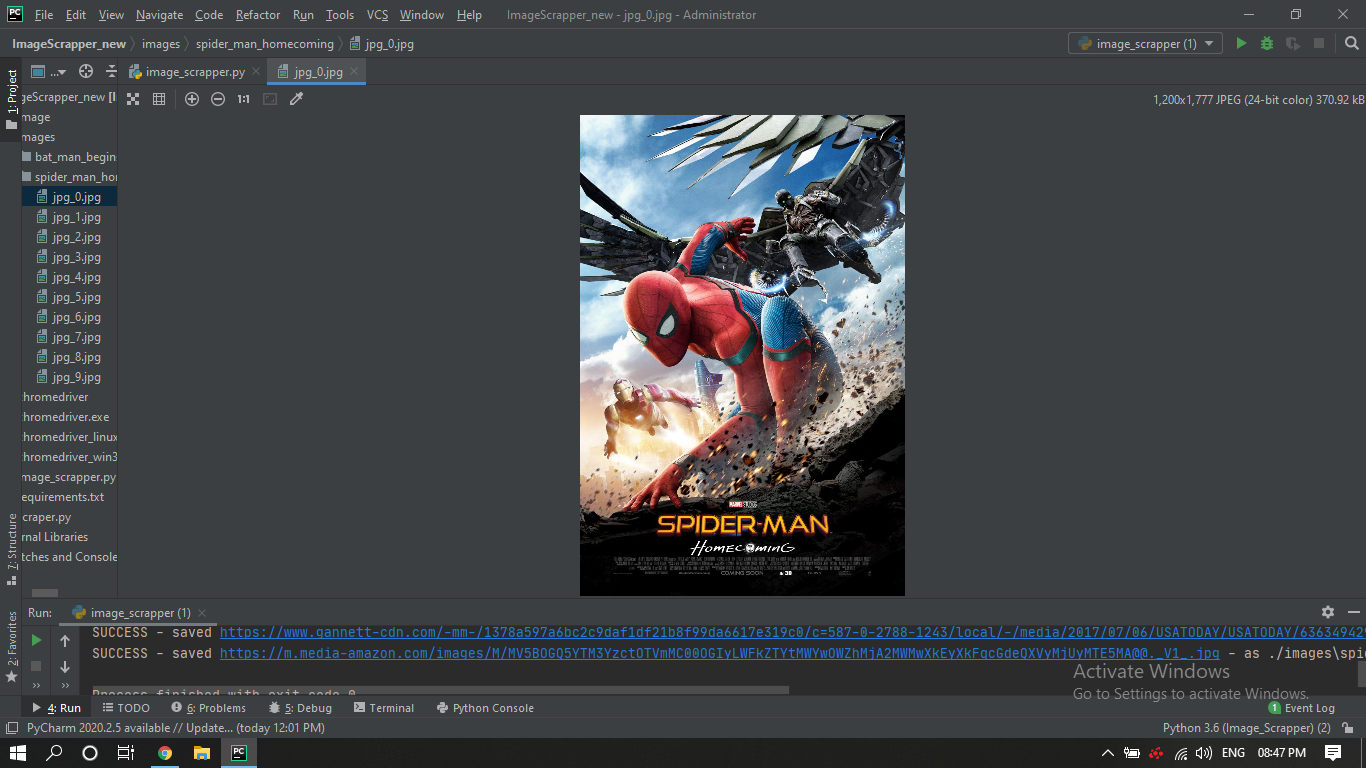 File Edit View Navigate Code Refactor Run Tools VCS Window Help ImageScrapper_new - jpg_0.jpg - Administrator
ImageScrapper_new images spider_man_homecoming jpg_0.jpg image_scrapper (1)
1: Project
... image_scrapper.py jpg_0.jpg
1:1 1,200x1,777 JPEG (24-bit color) 370.92 kB
geScrapper_new [I
mage
mages
bat_man_begins
spider_man_hor
jpg_0.jpg
jpg_1.jpg
jpg_2.jpg
jpg_3.jpg
jpg_4.jpg
jpg_5.jpg
jpg_6.jpg
jpg_7.jpg
jpg_8.jpg
jpg_9.jpg
hromedriver
hromedriver.exe
hromedriver_linux
hromedriver_win3
mage_scrapper.py
equirements.txt
craper.py
rnal Libraries
tches and Console
MARVEL STUDIOS
SPIDER-MAN
HOMECOMING
COMING SOON
Z: Structure
2: Favorites
Run: image_scrapper (1)
SUCCESS - saved https://www.gannett-cdn.com/-mm-/1378a597a6bc2c9daf1df21b8f99da6617e319c0/c=587-0-2788-1243/local/-/media/2017/07/06/USATODAY/USATODAY/636349429
SUCCESS - saved https://m.media-amazon.com/images/M/MV5BOGQ5YTM3YzctOTVmMC00OGIyLWFkZTYtMWYwOWZhMjA2MWMwXkEyXkFqcGdeQXVyMjUyMTE5MA@@._V1_.jpg - as ./images\spid
Process finished with exit code 0
Activate Windows
Go to Settings to activate Windows.
4: Run TODO 6: Problems 5: Debug Terminal Python Console 1 Event Log
PyCharm 2020.2.5 available // Update... (today 12:01 PM) Python 3.6 (Image_Scrapper) (2)
ENG 08:47 PM